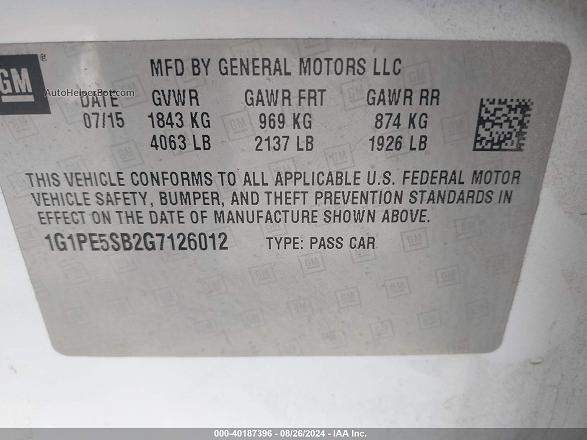 MFD BY GENERAL MOTORS LLC
GM
AutoHelperBot.com
DATE GVWR GAWR FRT GAWR RR
07/15 1843 KG 969 KG 874 KG
4063 LB 2137 LB 1926 LB
THIS VEHICLE CONFORMS TO ALL APPLICABLE U.S. FEDERAL MOTOR
VEHICLE SAFETY, BUMPER, AND THEFT PREVENTION STANDARDS IN
EFFECT ON THE DATE OF MANUFACTURE SHOWN ABOVE.
1G1PE5SB2G7126012 TYPE: PASS CAR
000-40187396 - 08/26/2024 - IAA Inc.